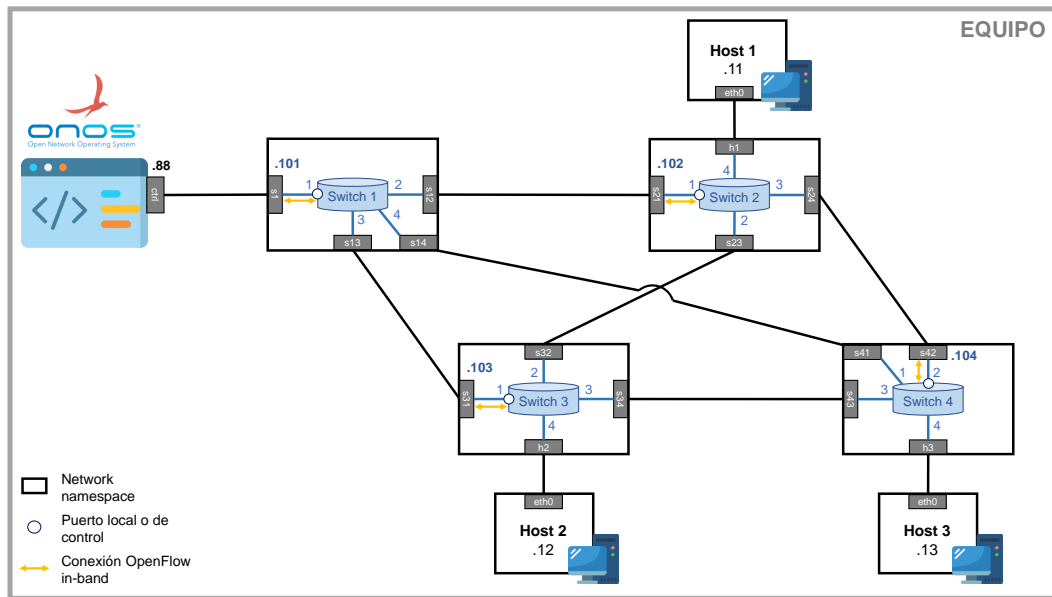 EQUIPO
Host 1
.11
eth0
onos
Open Network Operating System
.88
ctrl
.101
s1
1
Switch 1
2
s12
3
4
s13
s14
h1
.102
4
s21
1
Switch 2
3
s24
2
s23
s32
.103
2
s31
1
Switch 3
3
s34
4
h2
s41
s42
.104
1
2
s43
3
Switch 4
4
h3
eth0
Host 2
.12
eth0
Host 3
.13
Network
namespace
Puerto local o de
control
Conexión OpenFlow
in-band